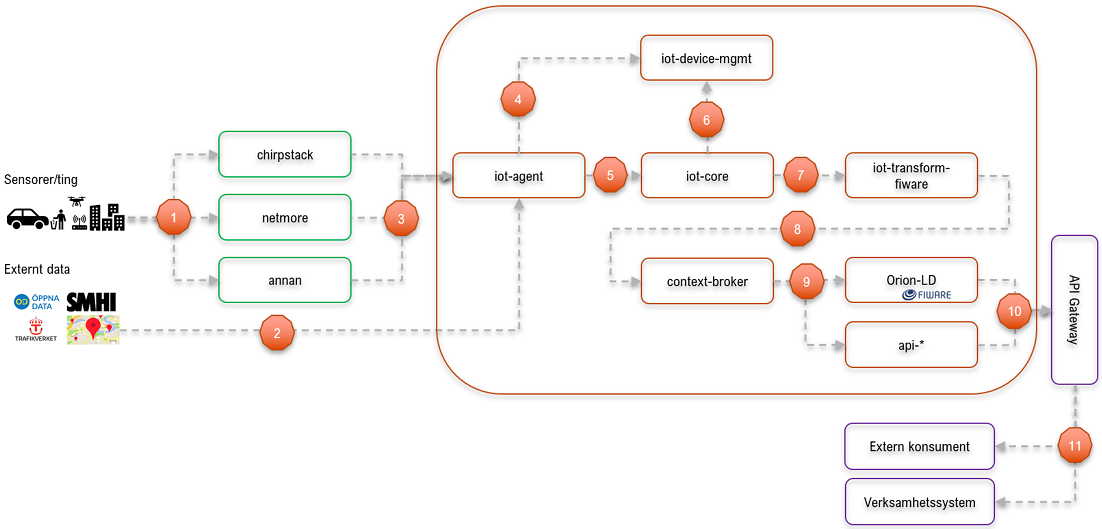 iot-device-mgmt
4
6
chirpstack
Sensorer/ting
iot-agent
5
iot-core
7
iot-transform-
fiware
1
netmore
3
8
Externt data
annan
ÖPPNA
DATA
OD
SMHI
TRAFIKVERKET
2
context-broker
9
Orion-LD
FIWARE
10
api-*
API Gateway
Extern konsument
11
Verksamhetssystem